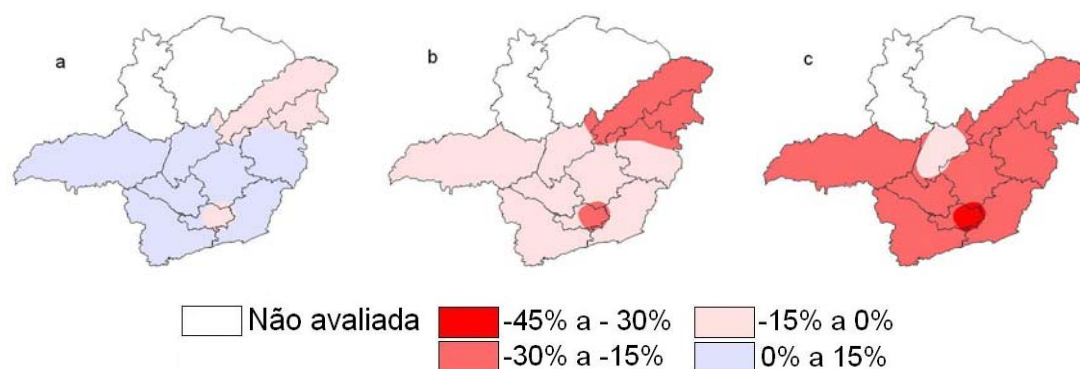 a
b
c
Não avaliada
-45% a - 30%
-15% a 0%
-30% a -15%
0% a 15%